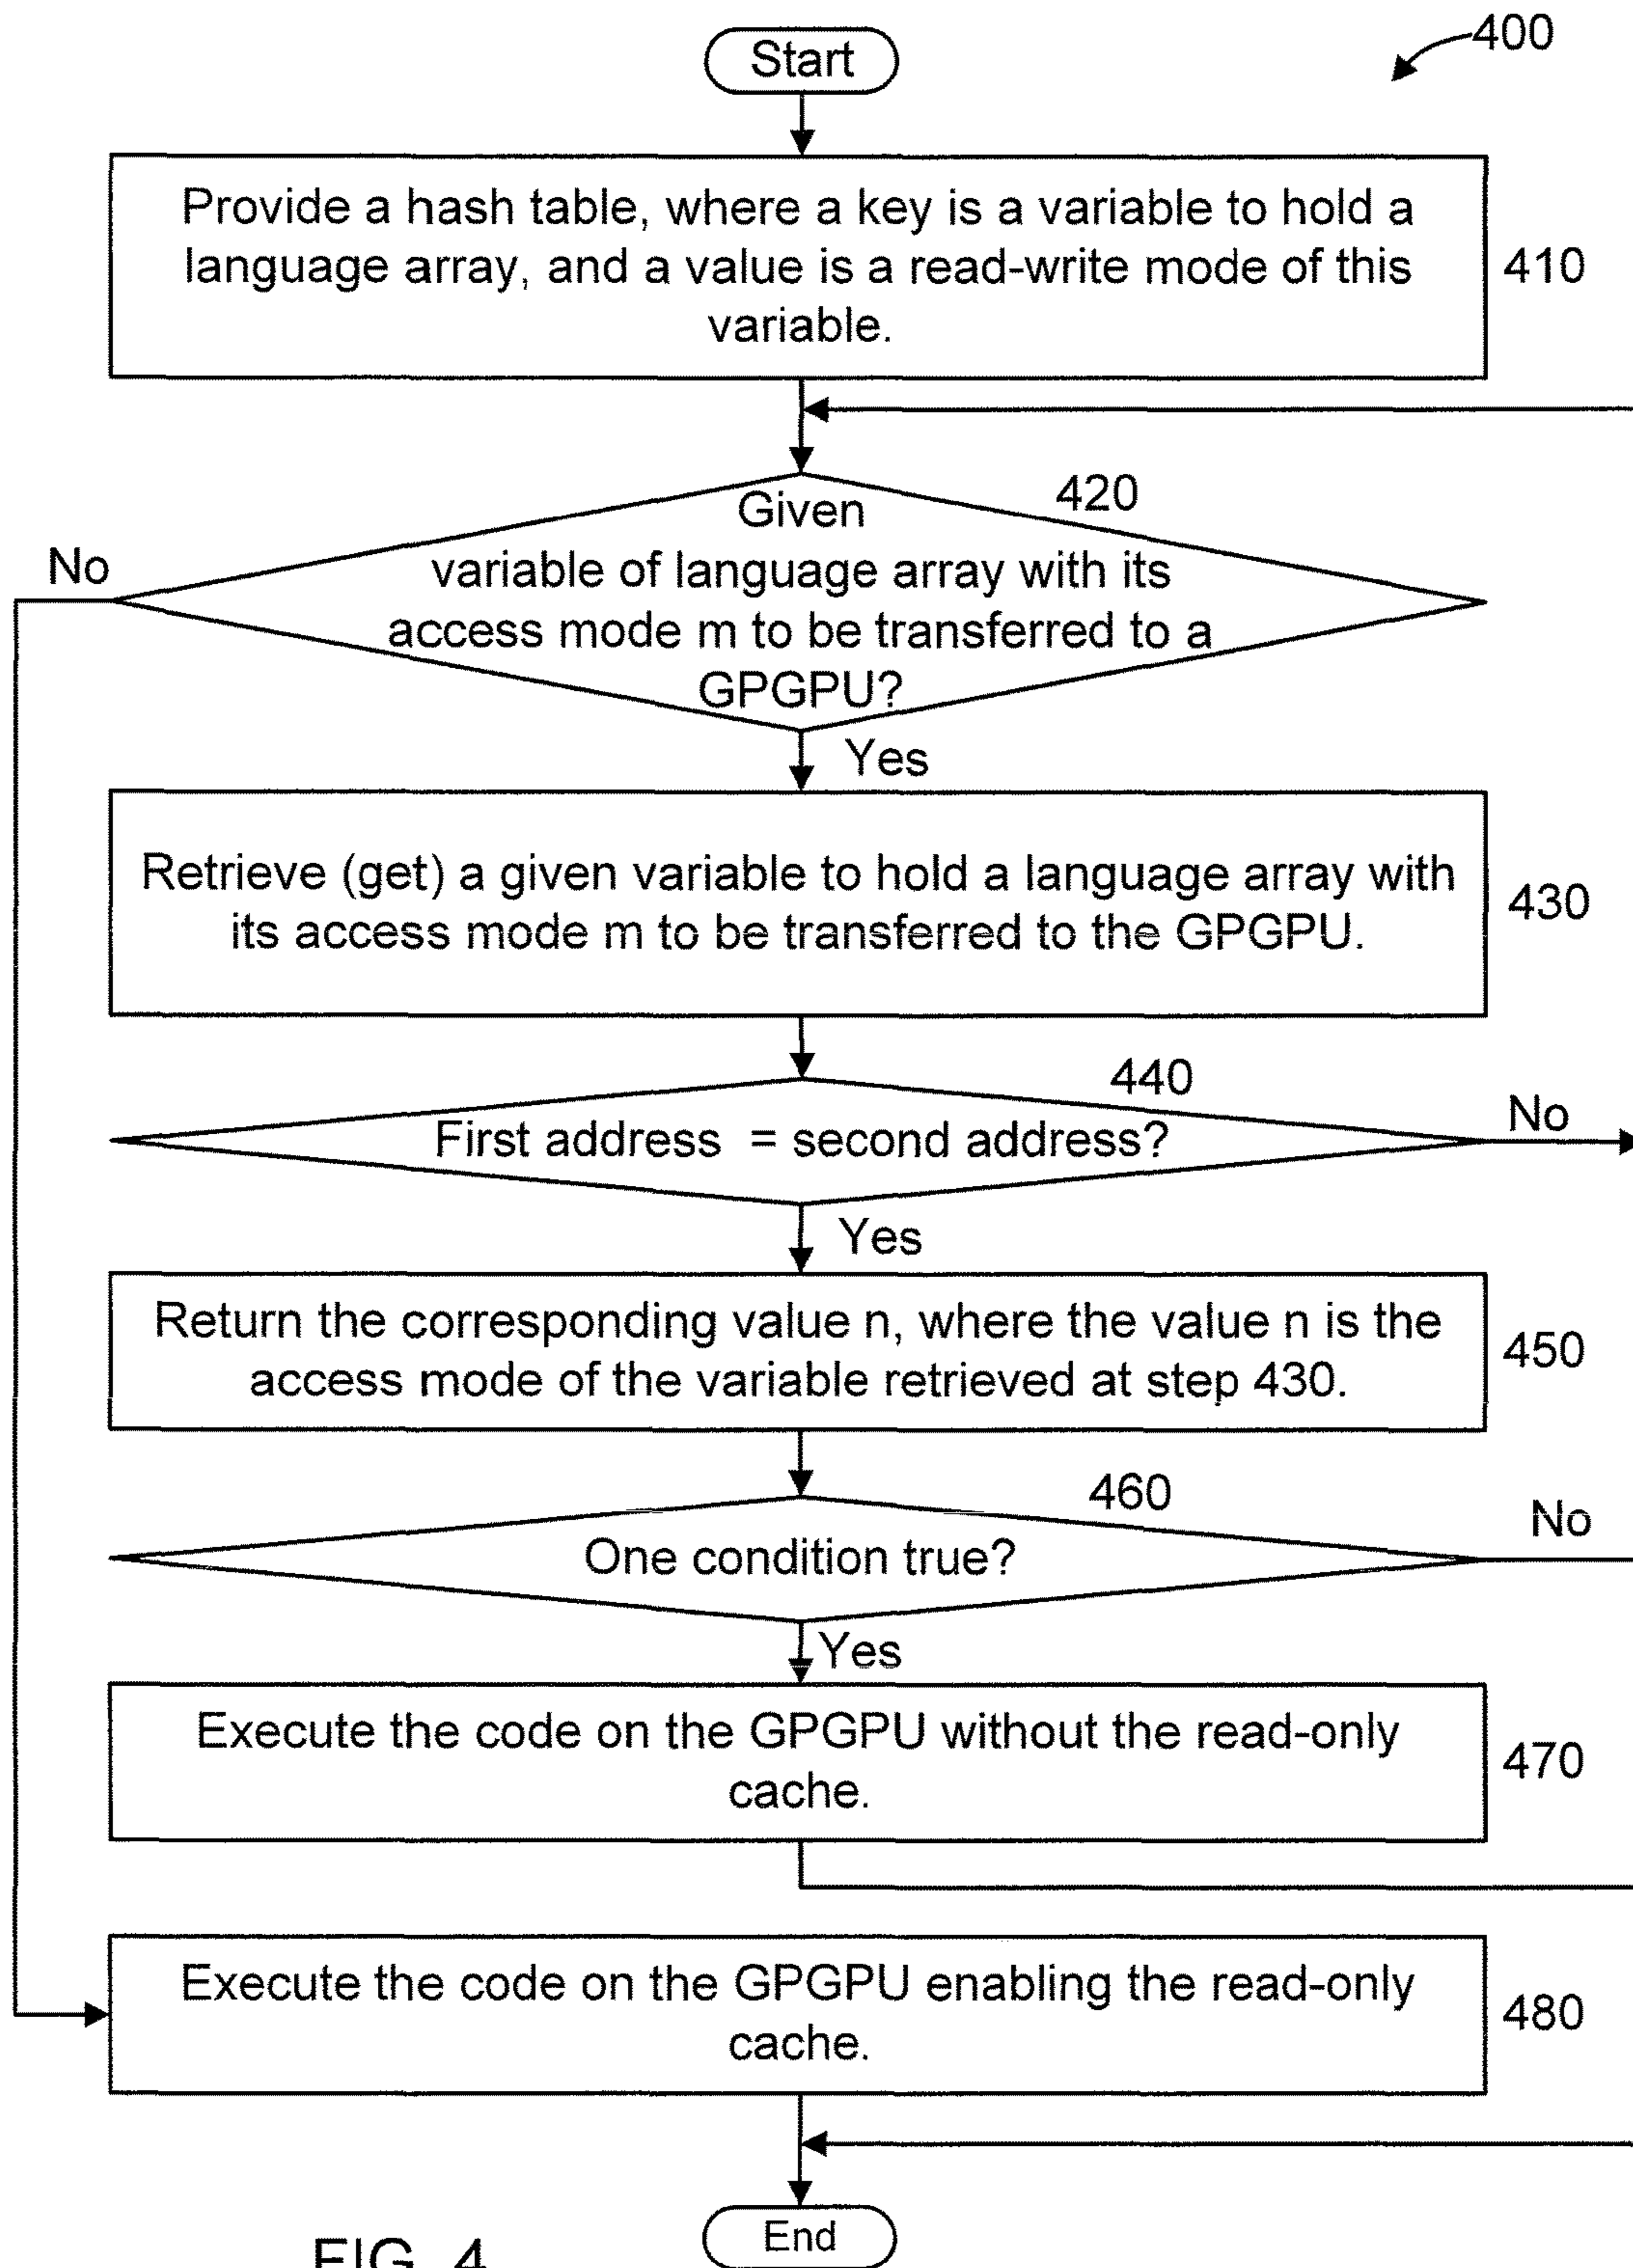 Start
400
Provide a hash table, where a key is a variable to hold a
language array, and a value is a read-write mode of this
variable.
410
420
Given
variable of language array with its
access mode m to be transferred to a
GPGPU?
No
Yes
Retrieve (get) a given variable to hold a language array with
its access mode m to be transferred to the GPGPU.
430
440
First address = second address?
No
Yes
Return the corresponding value n, where the value n is the
access mode of the variable retrieved at step 430.
450
460
One condition true?
No
Yes
Execute the code on the GPGPU without the read-only
cache.
470
Execute the code on the GPGPU enabling the read-only
cache.
480
End
FIG. 4